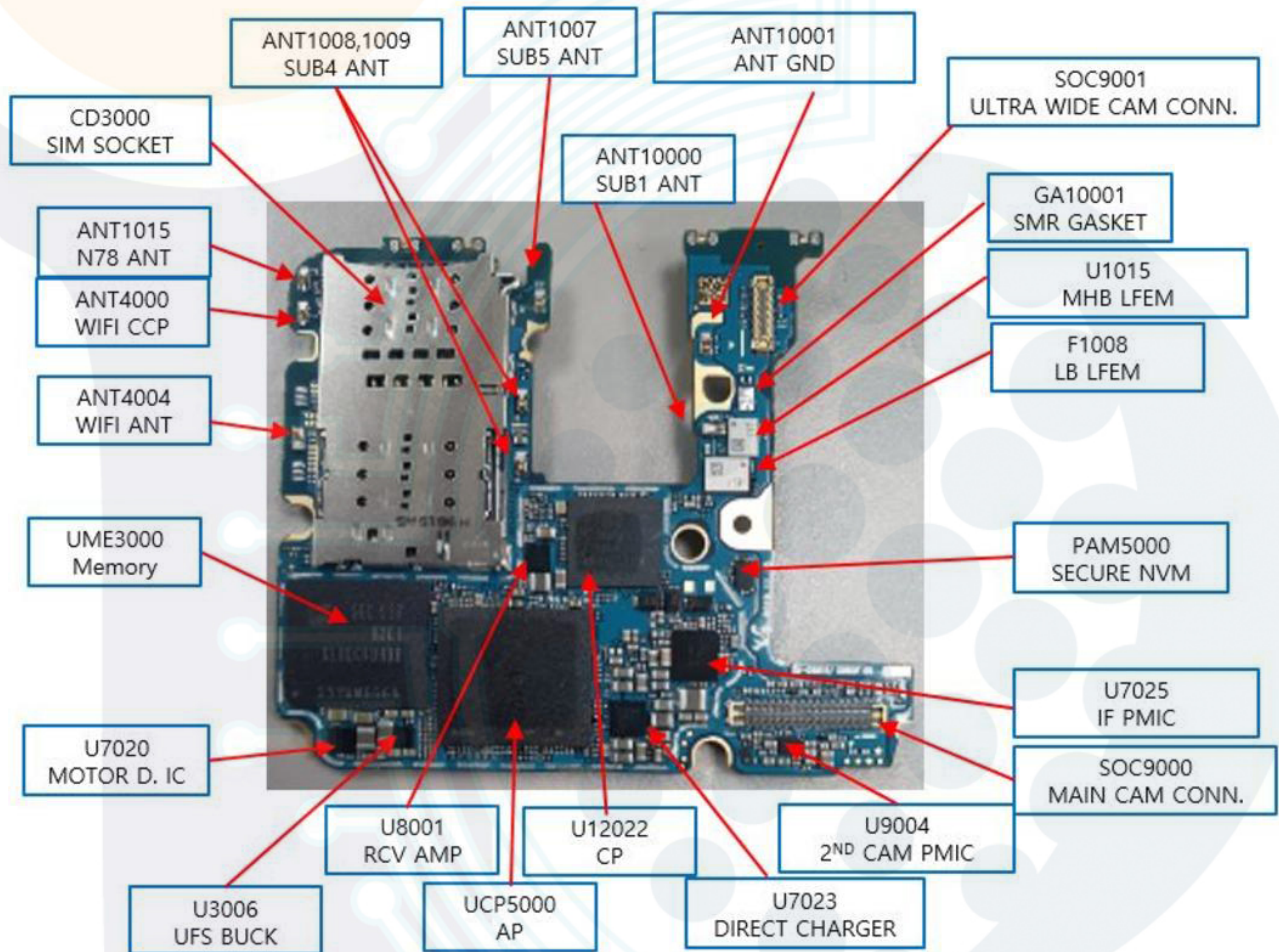 ANT1008,1009
SUB4 ANT
ANT1007
SUB5 ANT
ANT10001
ANT GND
SOC9001
ULTRA WIDE CAM CONN.
CD3000
SIM SOCKET
ANT10000
SUB1 ANT
GA10001
SMR GASKET
ANT1015
N78 ANT
U1015
MHB LFEM
ANT4000
WIFI CCP
F1008
LB LFEM
ANT4004
WIFI ANT
UME3000
Memory
PAM5000
SECURE NVM
U7025
IF PMIC
U7020
MOTOR D. IC
SOC9000
MAIN CAM CONN.
U8001
RCV AMP
U12022
CP
U9004
2ND CAM PMIC
U3006
UFS BUCK
UCP5000
AP
U7023
DIRECT CHARGER